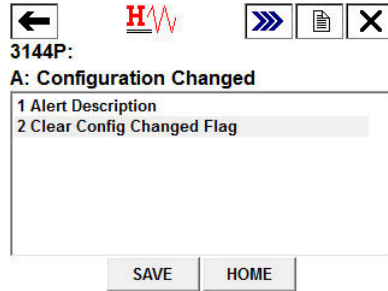 H
3144P:
A: Configuration Changed
1 Alert Description
2 Clear Config Changed Flag
SAVE HOME